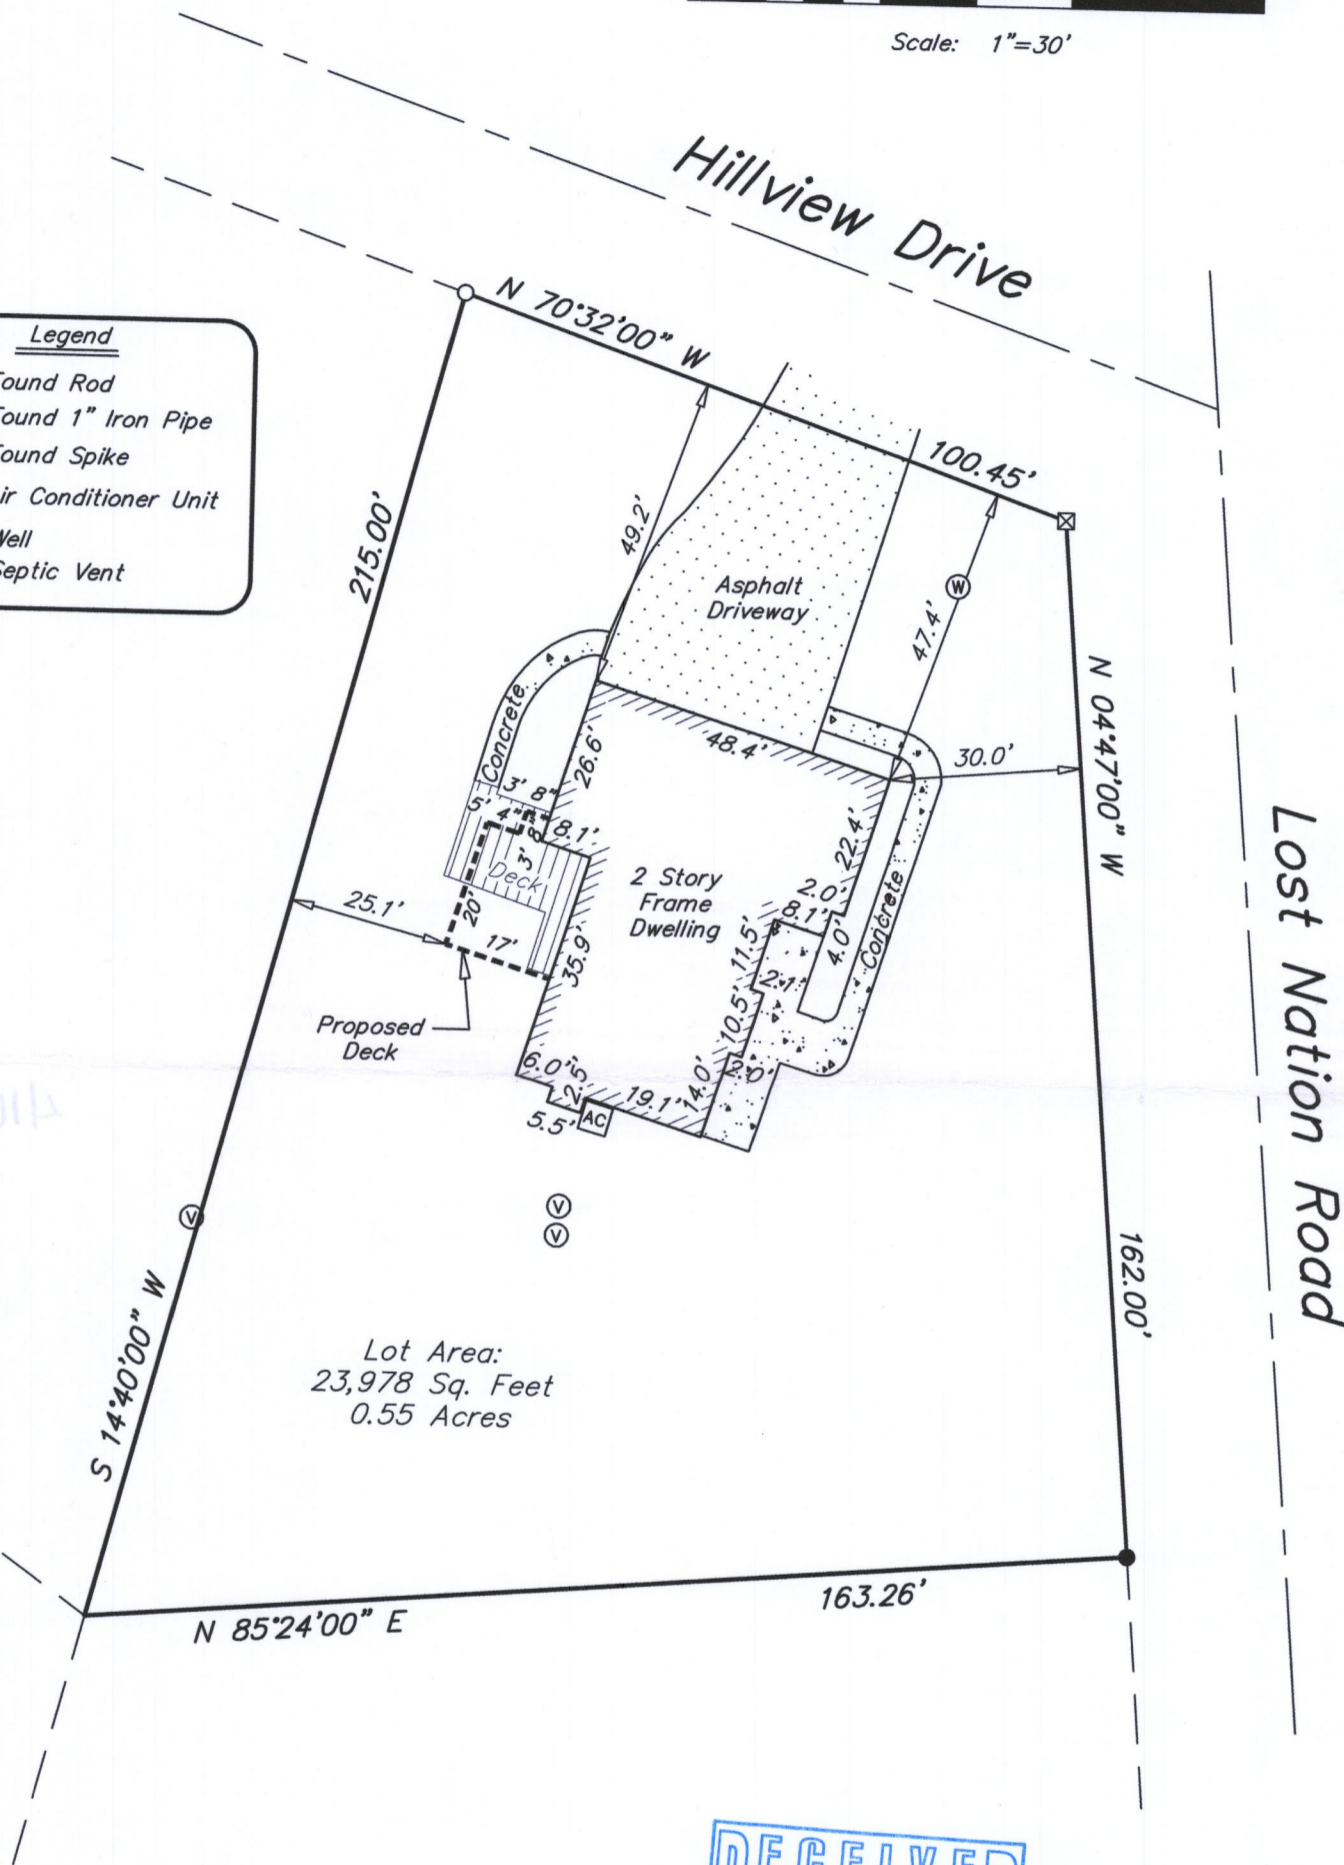 Scale: 1"=30'
Hillview Drive
N 70°32'00" W
100.45'
Legend
ound Rod
ound 1" Iron Pipe
ound Spike
ir Conditioner Unit
Well
Septic Vent
215.00'
49.2'
Asphalt
Driveway
W
47.4'
N 04°47'00" W
30.0'
Concrete
48.4'
26.6'
3' 8"
5' 4"
3' 8"
8.1'
Deck
20'
17'
35.9'
25.1'
Proposed
Deck
2 Story
Frame
Dwelling
22.4'
2.0'
8.1'
4.0'
Concrete
11.5'
2.1'
10.5'
2.0'
14.0'
19.1'
6.0'
2.5'
5.5'
AC
Lost Nation Road
V
V
V
162.00'
S 14°40'00" W
Lot Area:
23,978 Sq. Feet
0.55 Acres
163.26'
N 85°24'00" E
RECEIVED